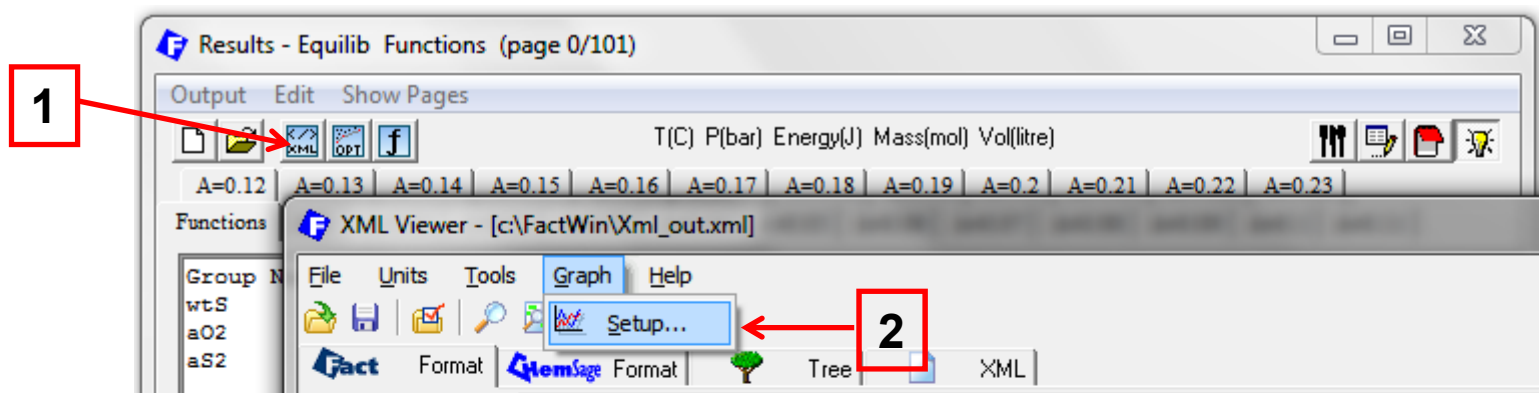 Results - Equilib Functions (page 0/101)
Output Edit Show Pages
1
XML OPT f T(C) P(bar) Energy(J) Mass(mol) Vol(litre)
A=0.12 A=0.13 A=0.14 A=0.15 A=0.16 A=0.17 A=0.18 A=0.19 A=0.2 A=0.21 A=0.22 A=0.23
Functions
XML Viewer - [c:\FactWin\Xml_out.xml]
Group N
File Units Tools Graph Help
wtS
Setup...
2
aO2
aS2
Fact Format ChemSage Format Tree XML